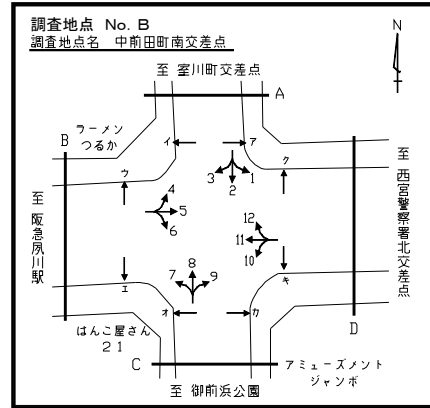 調査地点 No. B
調査地点名 中前田町南交差点
N
至 室川町交差点
A
B
ラーメン
つるか
イ
ア
ウ
ク
3
2
1
4
5
6
12
11
10
至 阪急夙川駅
至 西宮警察署北交差点
8
7
9
エ
キ
オ
カ
はんこ屋さん
21
C
D
アミューズメント
ジャンボ
至 御前浜公園